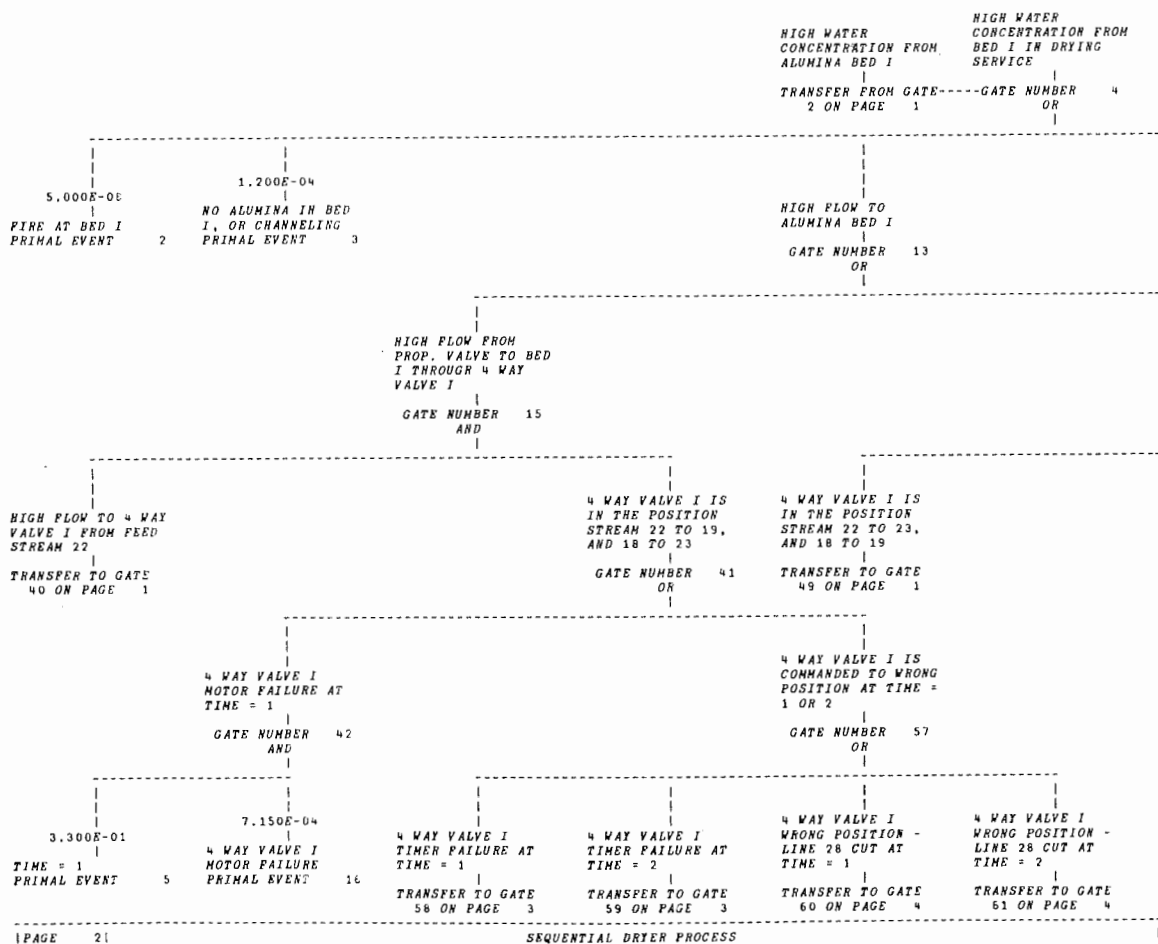 HIGH WATER CONCENTRATION FROM ALUMINA BED I
HIGH WATER CONCENTRATION FROM BED I IN DRYING SERVICE
TRANSFER FROM GATE-----GATE NUMBER 4
2 ON PAGE 1
OR
5.000E-08
1.200E-04
FIRE AT BED I
PRIMAL EVENT 2
NO ALUMINA IN BED
I, OR CHANNELING
PRIMAL EVENT 3
HIGH FLOW TO
ALUMINA BED I
GATE NUMBER 13
OR
HIGH FLOW FROM
PROP. VALVE TO BED
I THROUGH 4 WAY
VALVE I
GATE NUMBER 15
AND
HIGH FLOW TO 4 WAY
VALVE I FROM FEED
STREAM 22
TRANSFER TO GATE
40 ON PAGE 1
4 WAY VALVE I IS
IN THE POSITION
STREAM 22 TO 19,
AND 18 TO 23
GATE NUMBER 41
OR
4 WAY VALVE I IS
IN THE POSITION
STREAM 22 TO 23,
AND 18 TO 19
TRANSFER TO GATE
49 ON PAGE 1
4 WAY VALVE I
MOTOR FAILURE AT
TIME = 1
GATE NUMBER 42
AND
4 WAY VALVE I IS
COMMANDED TO WRONG
POSITION AT TIME =
1 OR 2
GATE NUMBER 57
OR
3.300E-01
TIME = 1
PRIMAL EVENT 5
7.150E-04
4 WAY VALVE I
MOTOR FAILURE
PRIMAL EVENT 16
4 WAY VALVE I
TIMER FAILURE AT
TIME = 1
TRANSFER TO GATE
58 ON PAGE 3
4 WAY VALVE I
TIMER FAILURE AT
TIME = 2
TRANSFER TO GATE
59 ON PAGE 3
4 WAY VALVE I
WRONG POSITION -
LINE 28 CUT AT
TIME = 1
TRANSFER TO GATE
60 ON PAGE 4
4 WAY VALVE I
WRONG POSITION -
LINE 28 CUT AT
TIME = 2
TRANSFER TO GATE
61 ON PAGE 4
|PAGE 2|
SEQUENTIAL DRYER PROCESS